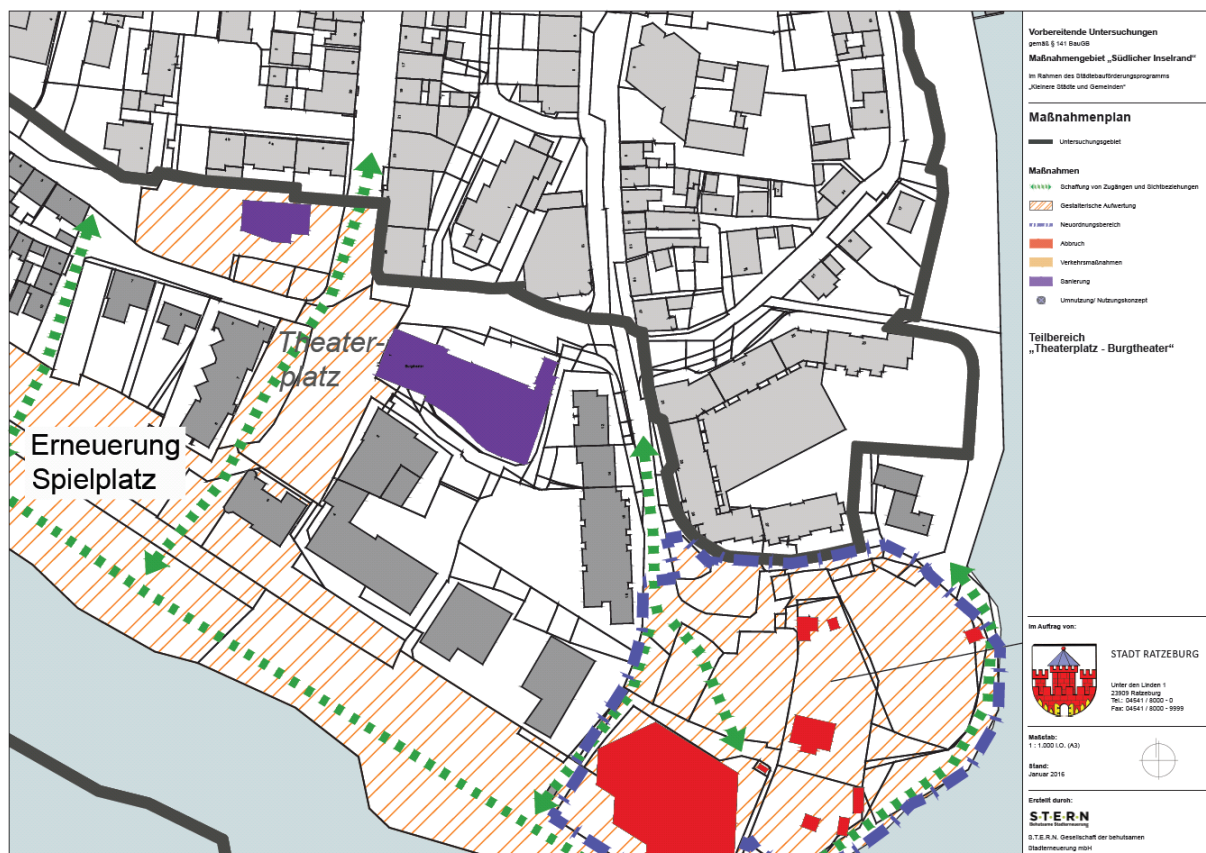 Theater-
platz
Burgtheater
Erneuerung
Spielplatz
Vorbereitende Untersuchungen
gemäß § 141 BauGB
Maßnahmengebiet „Südlicher Inselrand“
im Rahmen des Städtebauförderungsprogramms
„Kleinere Städte und Gemeinden“
Maßnahmenplan
Untersuchungsgebiet
Maßnahmen
Schaffung von Zugängen und Sichtbeziehungen
Gestalterische Aufwertung
Neuordnungsbereich
Abbruch
Verkehrsmaßnahmen
Sanierung
Umnutzung/ Nutzungskonzept
Teilbereich
„Theaterplatz - Burgtheater“
Im Auftrag von:
STADT RATZEBURG
Unter den Linden 1
23909 Ratzeburg
Tel.: 04541 / 8000 - 0
Fax: 04541 / 8000 - 9999
Maßstab:
1 : 1.000 i.O. (A3)
Stand:
Januar 2016
Erstellt durch:
S·T·E·R·N
Behutsame Stadterneuerung
S.T.E.R.N. Gesellschaft der behutsamen
Stadterneuerung mbH